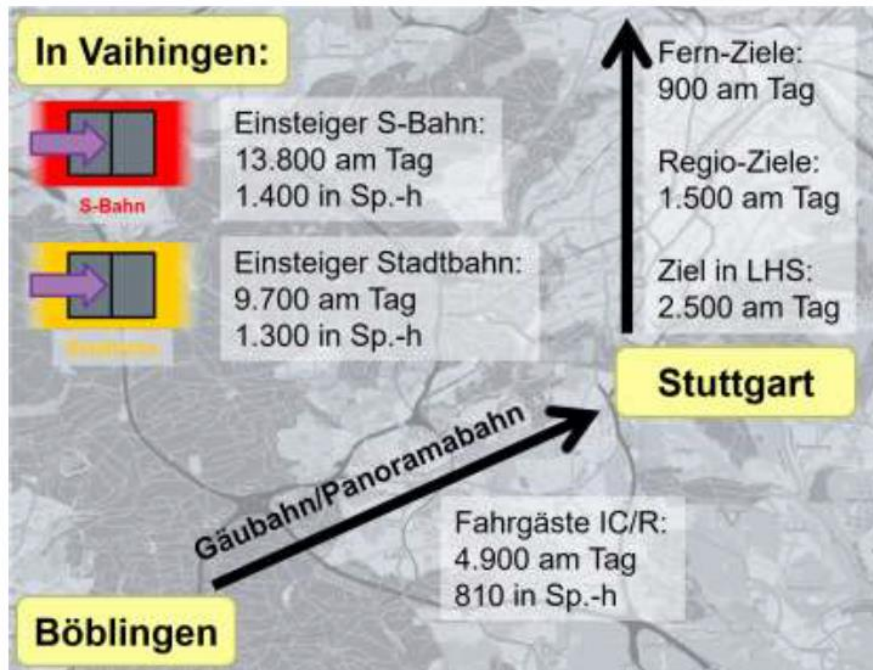 In Vaihingen:
S-Bahn
Einsteiger S-Bahn:
13.800 am Tag
1.400 in Sp.-h
Einsteiger Stadtbahn:
9.700 am Tag
1.300 in Sp.-h
Fern-Ziele:
900 am Tag
Regio-Ziele:
1.500 am Tag
Ziel in LHS:
2.500 am Tag
Stuttgart
Gäubahn/Panoramabahn
Fahrgäste IC/R:
4.900 am Tag
810 in Sp.-h
Böblingen